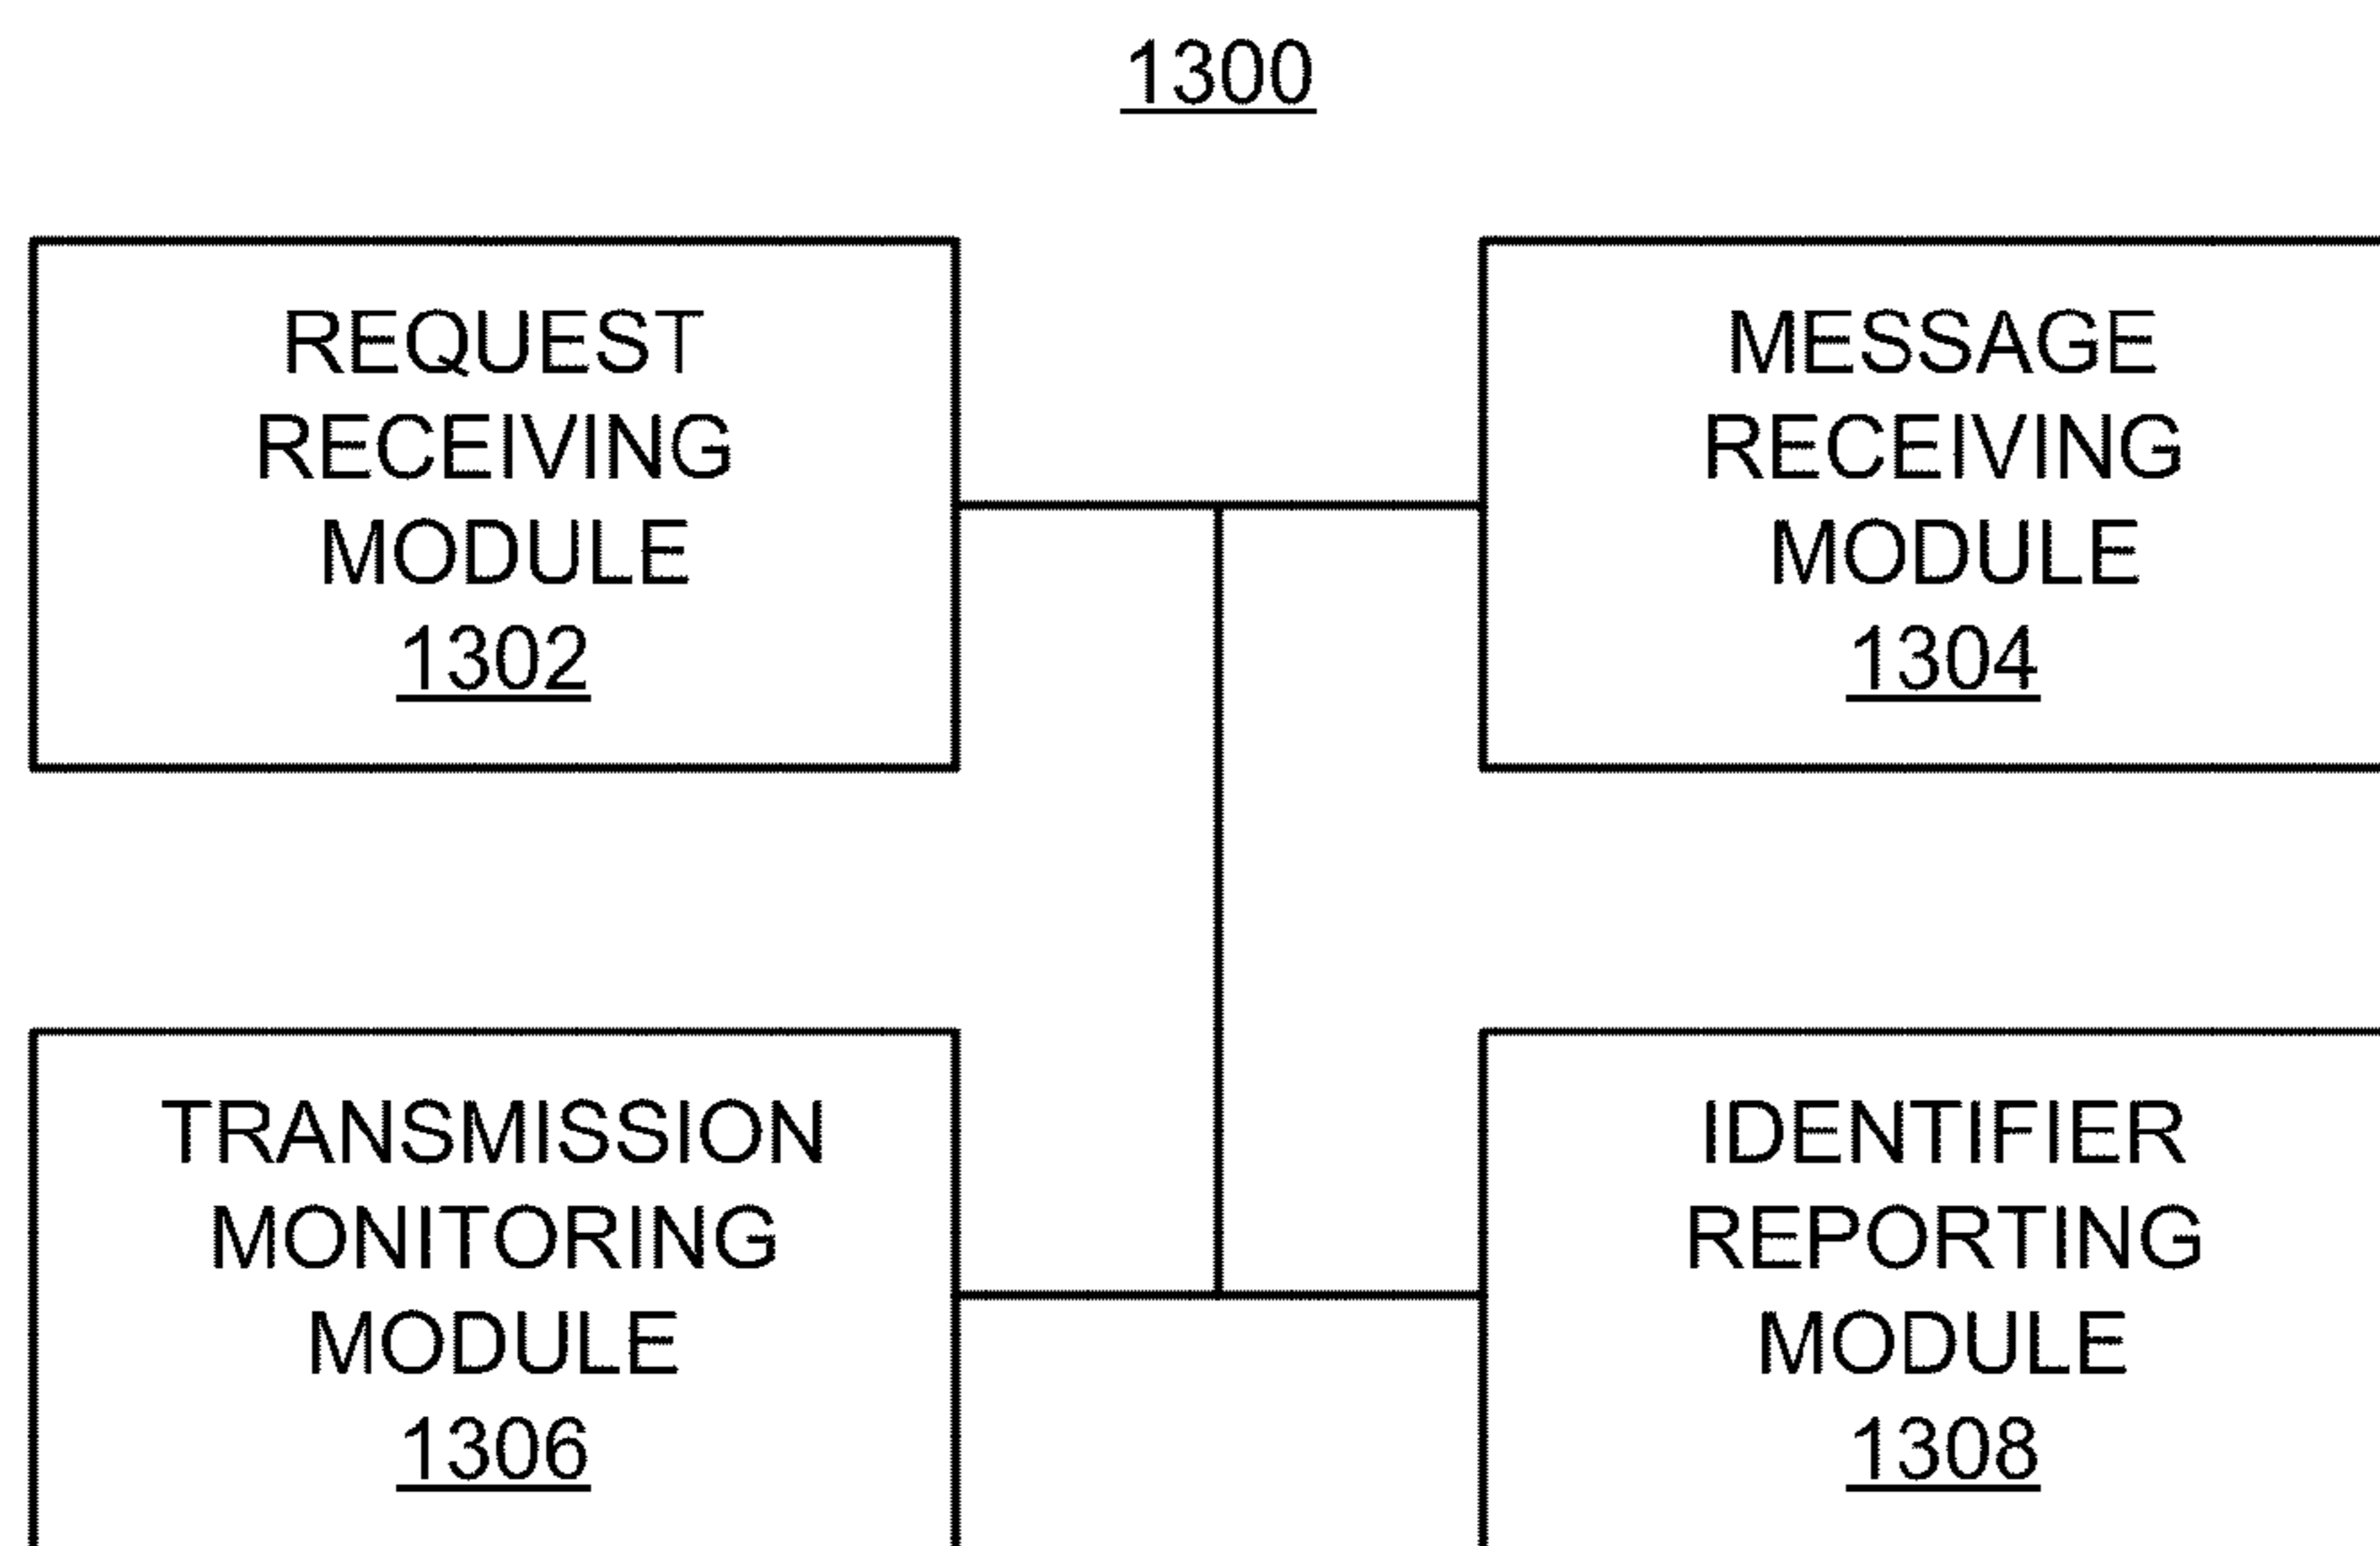 1300
REQUEST
RECEIVING
MODULE
1302
MESSAGE
RECEIVING
MODULE
1304
TRANSMISSION
MONITORING
MODULE
1306
IDENTIFIER
REPORTING
MODULE
1308